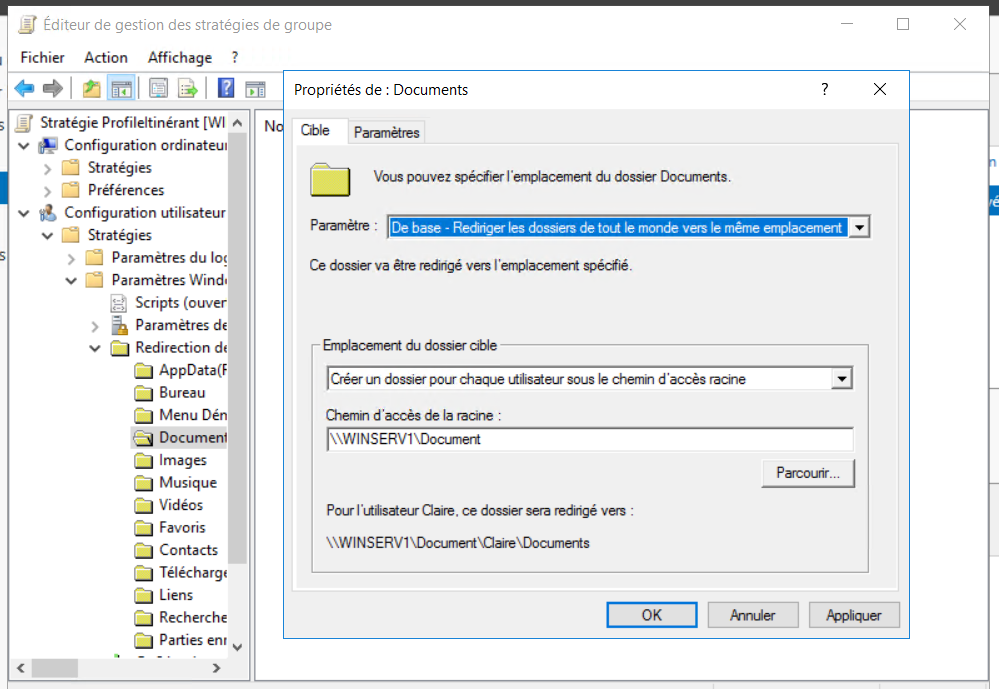 Éditeur de gestion des stratégies de groupe
Fichier Action Affichage ?
Stratégie ProfileItinérant [WI
Configuration ordinateur
Stratégies
Préférences
Configuration utilisateur
Stratégies
Paramètres du log
Paramètres Windo
Scripts (ouver
Paramètres de
Redirection de
AppData(R
Bureau
Menu Dén
Document
Images
Musique
Vidéos
Favoris
Contacts
Télécharge
Liens
Recherche
Parties enr
No
Propriétés de : Documents
?
Cible
Paramètres
Vous pouvez spécifier l'emplacement du dossier Documents.
Paramètre :
De base - Rediriger les dossiers de tout le monde vers le même emplacement
Ce dossier va être redirigé vers l'emplacement spécifié.
Emplacement du dossier cible
Créer un dossier pour chaque utilisateur sous le chemin d'accès racine
Chemin d'accès de la racine :
\\WINSERV1\Document
Parcourir...
Pour l'utilisateur Claire, ce dossier sera redirigé vers :
\\WINSERV1\Document\Claire\Documents
OK
Annuler
Appliquer